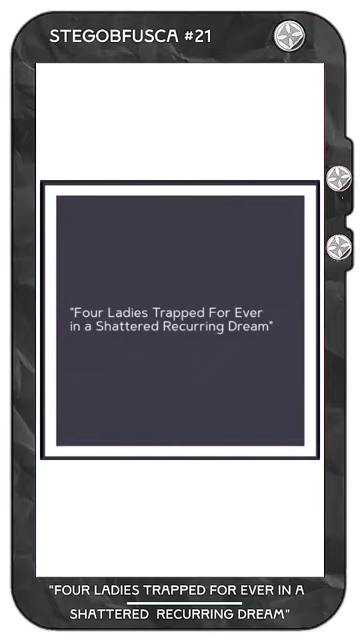 STEGOBFUSCA #21
"Four Ladies Trapped For Ever
in a Shattered Recurring Dream"
"FOUR LADIES TRAPPED FOR EVER IN A
SHATTERED RECURRING DREAM"